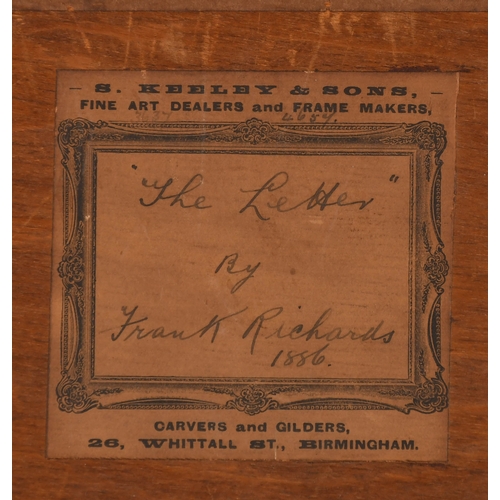 - S. KEELEY & SONS, -
FINE ART DEALERS and FRAME MAKERS,
"The Letter"
By
Frank Richards
1886.
CARVERS and GILDERS,
26, WHITTALL ST., BIRMINGHAM.